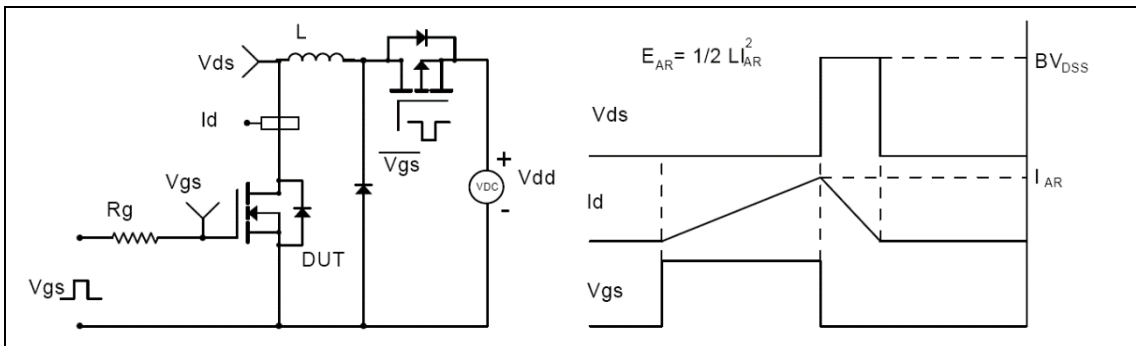 L
Vds
Id
Vgs
Rg
DUT
Vgs
Vgs
+
Vdd
VDC
-
E_AR = 1/2 LI_AR^2
Vds
BV_DSS
Id
I_AR
Vgs